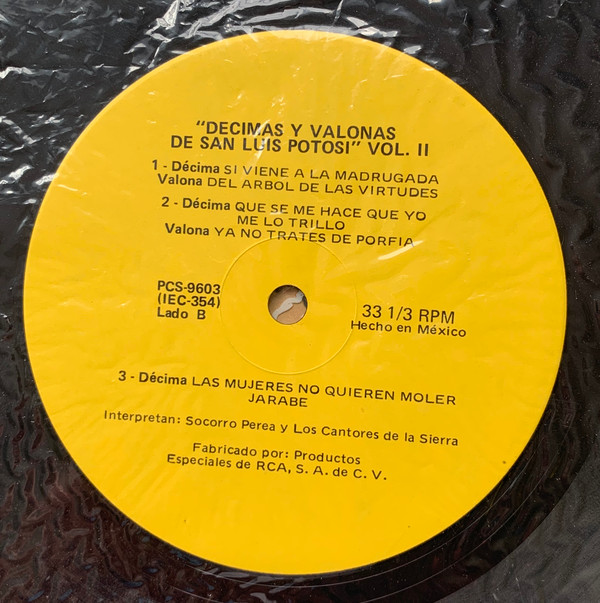 "DECIMAS Y VALONAS
DE SAN LUIS POTOSI" VOL. II
1 - Décima SI VIENE A LA MADRUGADA
Valona DEL ARBOL DE LAS VIRTUDES
2 - Décima QUE SE ME HACE QUE YO
ME LO TRILLO
Valona YA NO TRATES DE PORFIA
PCS-9603
(IEC-354)
Lado B
33 1/3 RPM
Hecho en México
3 - Décima LAS MUJERES NO QUIEREN MOLER
JARABE
Interpretan: Socorro Perea y Los Cantores de la Sierra
Fabricado por: Productos
Especiales de RCA, S. A. de C. V.